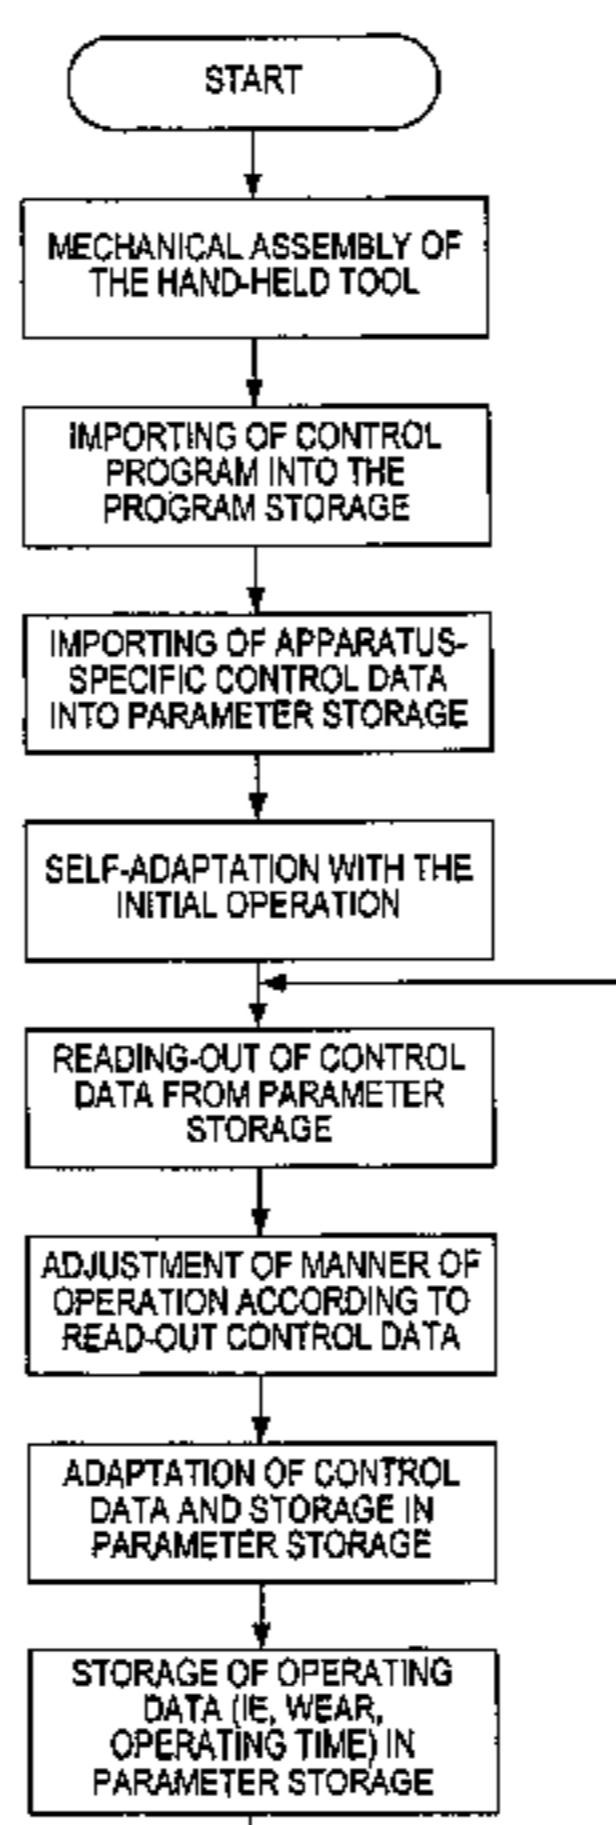 START
MECHANICAL ASSEMBLY OF
THE HAND-HELD TOOL
IMPORTING OF CONTROL
PROGRAM INTO THE
PROGRAM STORAGE
IMPORTING OF APPARATUS-
SPECIFIC CONTROL DATA
INTO PARAMETER STORAGE
SELF-ADAPTATION WITH THE
INITIAL OPERATION
READING-OUT OF CONTROL
DATA FROM PARAMETER
STORAGE
ADJUSTMENT OF MANNER OF
OPERATION ACCORDING TO
READ-OUT CONTROL DATA
ADAPTATION OF CONTROL
DATA AND STORAGE IN
PARAMETER STORAGE
STORAGE OF OPERATING
DATA (IE, WEAR,
OPERATING TIME) IN
PARAMETER STORAGE